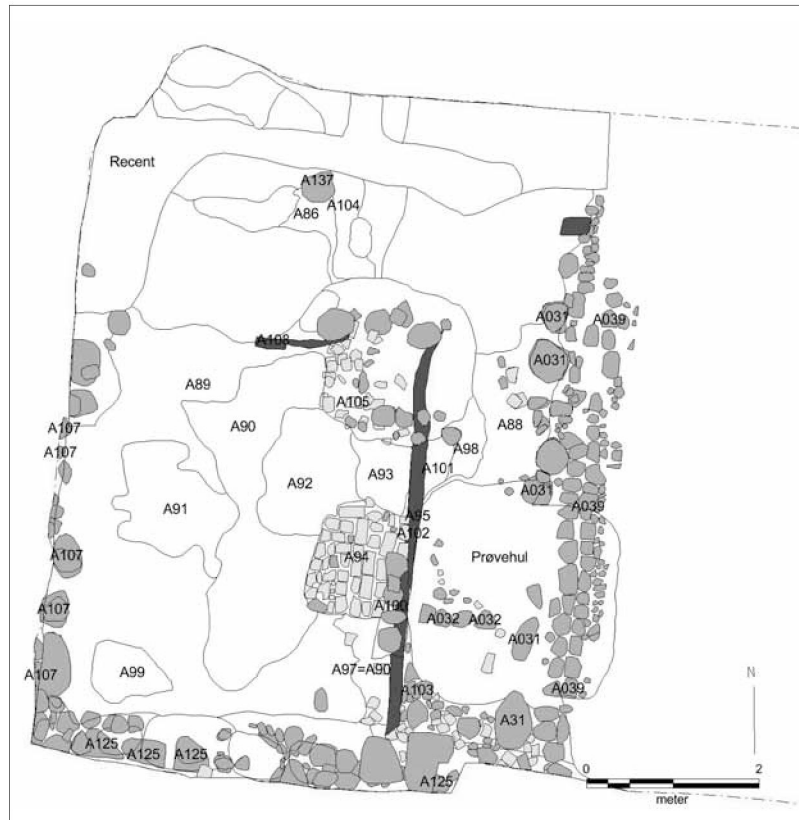 Recent
A137
A86
A104
A108
A031
A039
A031
A89
A105
A107
A90
A88
A107
A98
A92
A93
A101
A031
A91
A039
A95
A102
A94
A107
Prøvehul
A107
A100
A032
A032
A031
A99
A97=A90
A107
N
A103
A039
A31
A125
A125
A125
A125
0
2
meter